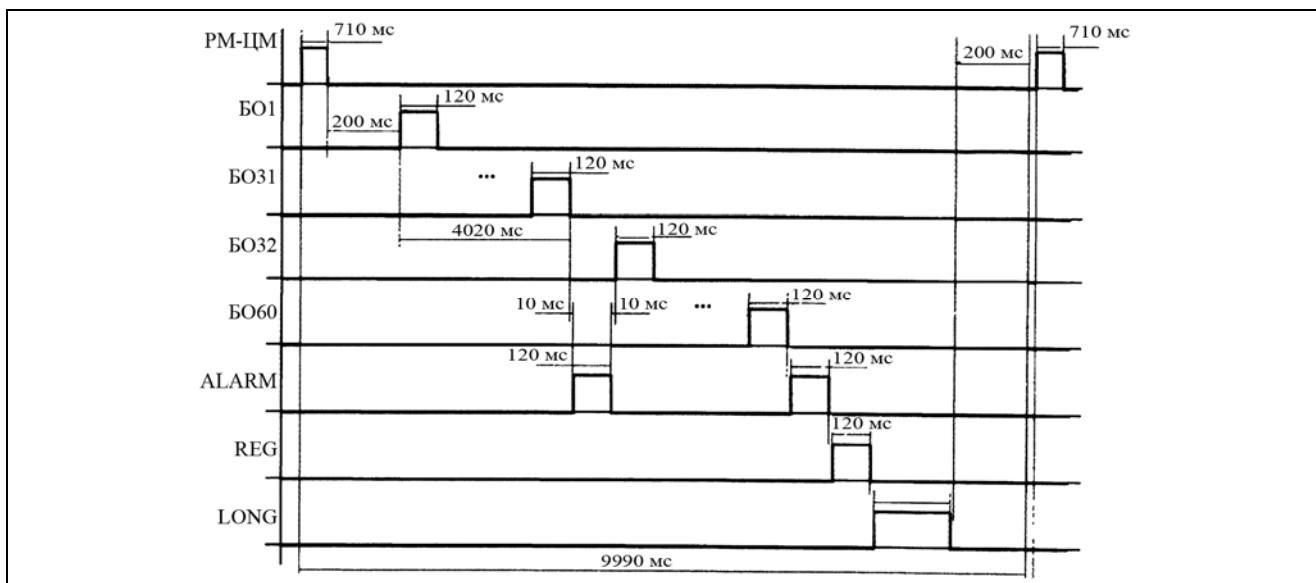 РМ-ЦМ 710 мс 200 мс 710 мс
БО1 200 мс 120 мс
БО31 ... 120 мс
4020 мс
БО32 120 мс
БО60 10 мс 10 мс ... 120 мс
ALARM 120 мс 120 мс
REG 120 мс
LONG
9990 мс